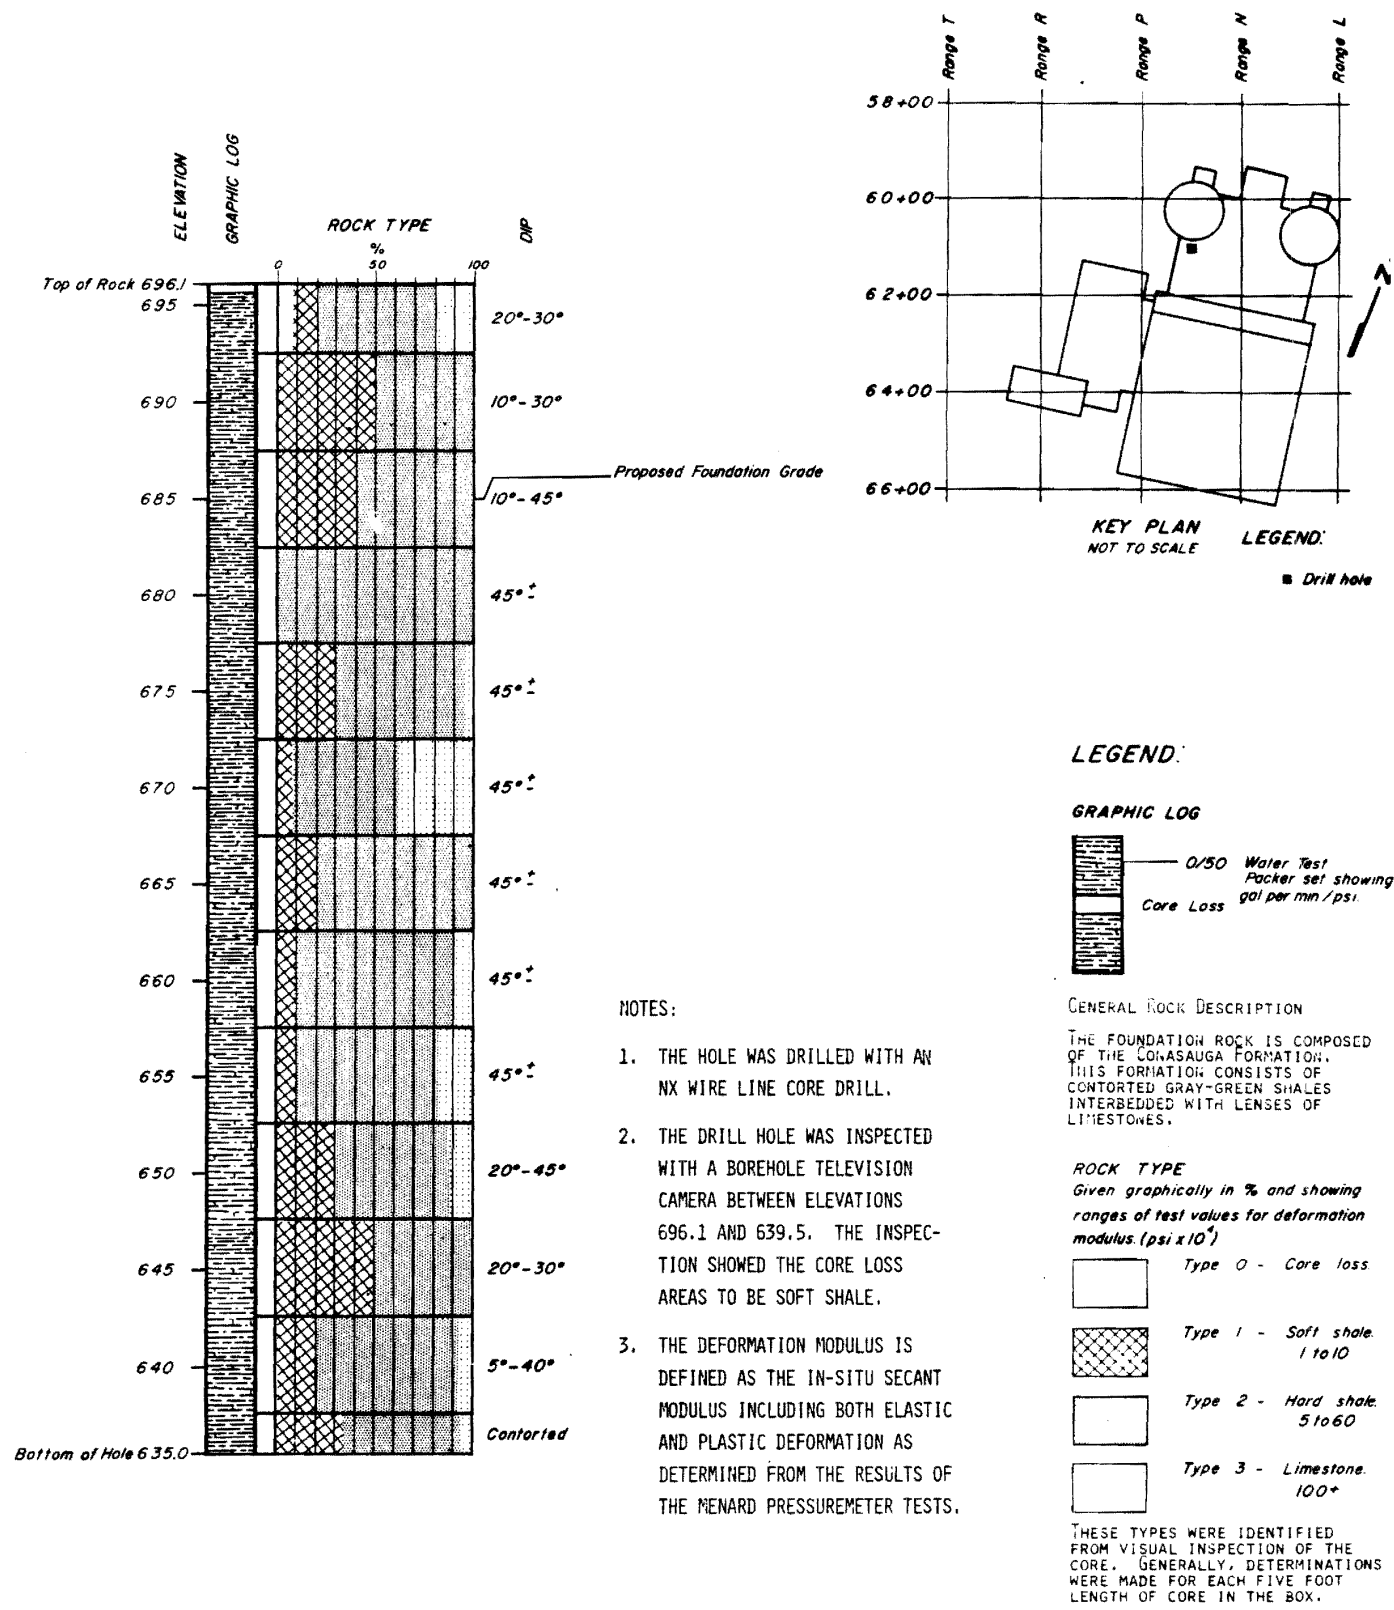 ELEVATION
GRAPHIC LOG
ROCK TYPE
%
DIP
0 50 100
Top of Rock 696.1
695 20°-30°
690 10°-30°
Proposed Foundation Grade
685 10°-45°
680 45°±
675 45°±
670 45°±
665 45°±
660 45°±
655 45°±
650 20°-45°
645 20°-30°
640 5°-40°
Contorted
Bottom of Hole 635.0
Range T
Range R
Range P
Range N
Range L
58+00
60+00
62+00
64+00
66+00
N
KEY PLAN
NOT TO SCALE
LEGEND:
Drill hole
NOTES:
1. THE HOLE WAS DRILLED WITH AN
NX WIRE LINE CORE DRILL.
2. THE DRILL HOLE WAS INSPECTED
WITH A BOREHOLE TELEVISION
CAMERA BETWEEN ELEVATIONS
696.1 AND 639.5. THE INSPEC-
TION SHOWED THE CORE LOSS
AREAS TO BE SOFT SHALE.
3. THE DEFORMATION MODULUS IS
DEFINED AS THE IN-SITU SECANT
MODULUS INCLUDING BOTH ELASTIC
AND PLASTIC DEFORMATION AS
DETERMINED FROM THE RESULTS OF
THE MENARD PRESSUREMETER TESTS.
LEGEND:
GRAPHIC LOG
0/50 Water Test
Packer set showing
gal per min/psi.
Core Loss
GENERAL ROCK DESCRIPTION
THE FOUNDATION ROCK IS COMPOSED
OF THE CONASAUGA FORMATION.
THIS FORMATION CONSISTS OF
CONTORTED GRAY-GREEN SHALES
INTERBEDDED WITH LENSES OF
LIMESTONES.
ROCK TYPE
Given graphically in % and showing
ranges of test values for deformation
modulus. (psi x 10⁴)
Type 0 - Core loss.
Type 1 - Soft shale.
1 to 10
Type 2 - Hard shale.
5 to 60
Type 3 - Limestone.
100+
THESE TYPES WERE IDENTIFIED
FROM VISUAL INSPECTION OF THE
CORE. GENERALLY, DETERMINATIONS
WERE MADE FOR EACH FIVE FOOT
LENGTH OF CORE IN THE BOX.